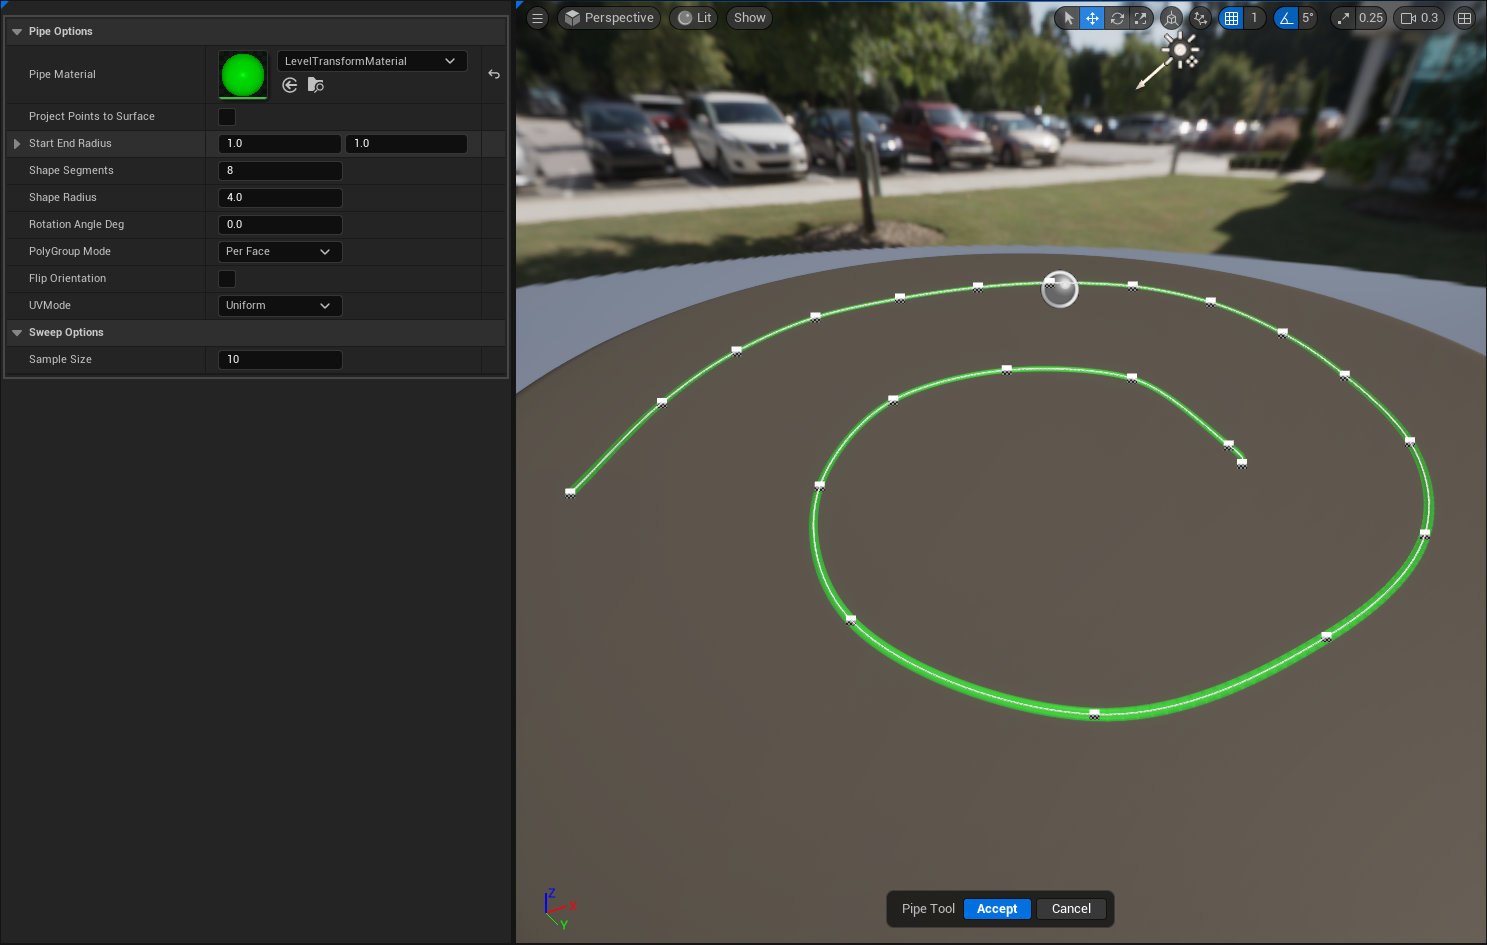 Pipe Options
Pipe Material
LevelTransformMaterial
Project Points to Surface
Start End Radius 1.0 1.0
Shape Segments 8
Shape Radius 4.0
Rotation Angle Deg 0.0
PolyGroup Mode Per Face
Flip Orientation
UVMode Uniform
Sweep Options
Sample Size 10
Perspective Lit Show 1 5° 0.25 0.3
Z
X
Y
Pipe Tool Accept Cancel